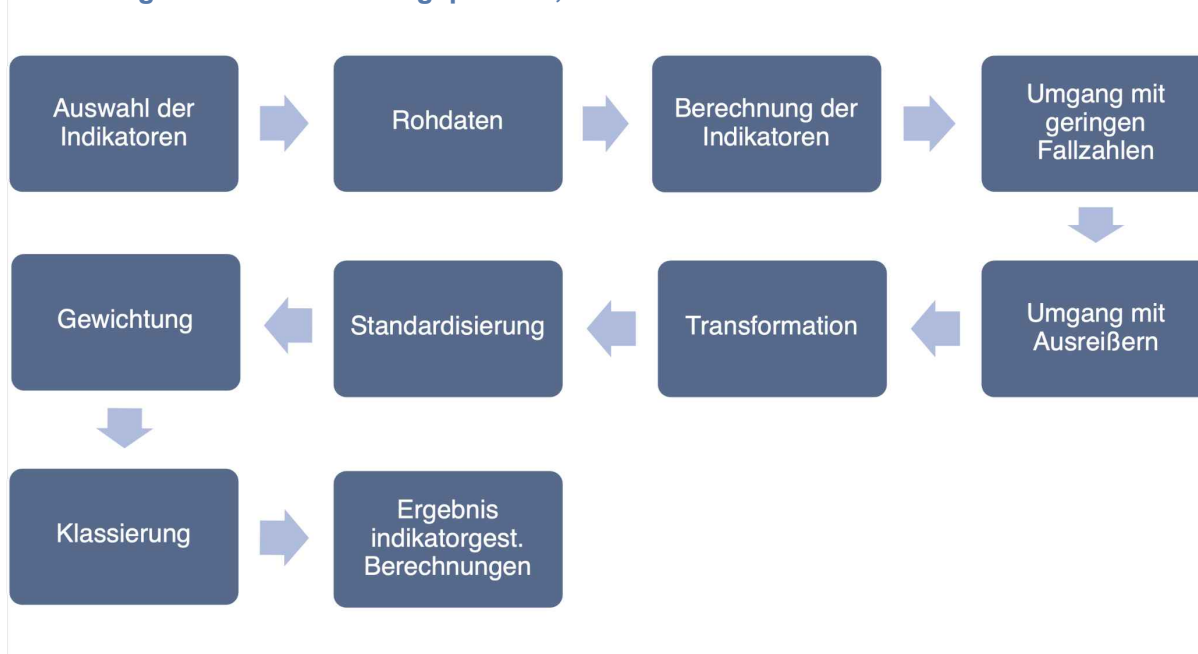 Auswahl der
Indikatoren
Rohdaten
Berechnung der
Indikatoren
Umgang mit
geringen
Fallzahlen
Umgang mit
Ausreißern
Transformation
Standardisierung
Gewichtung
Klassierung
Ergebnis
indikatorgest.
Berechnungen